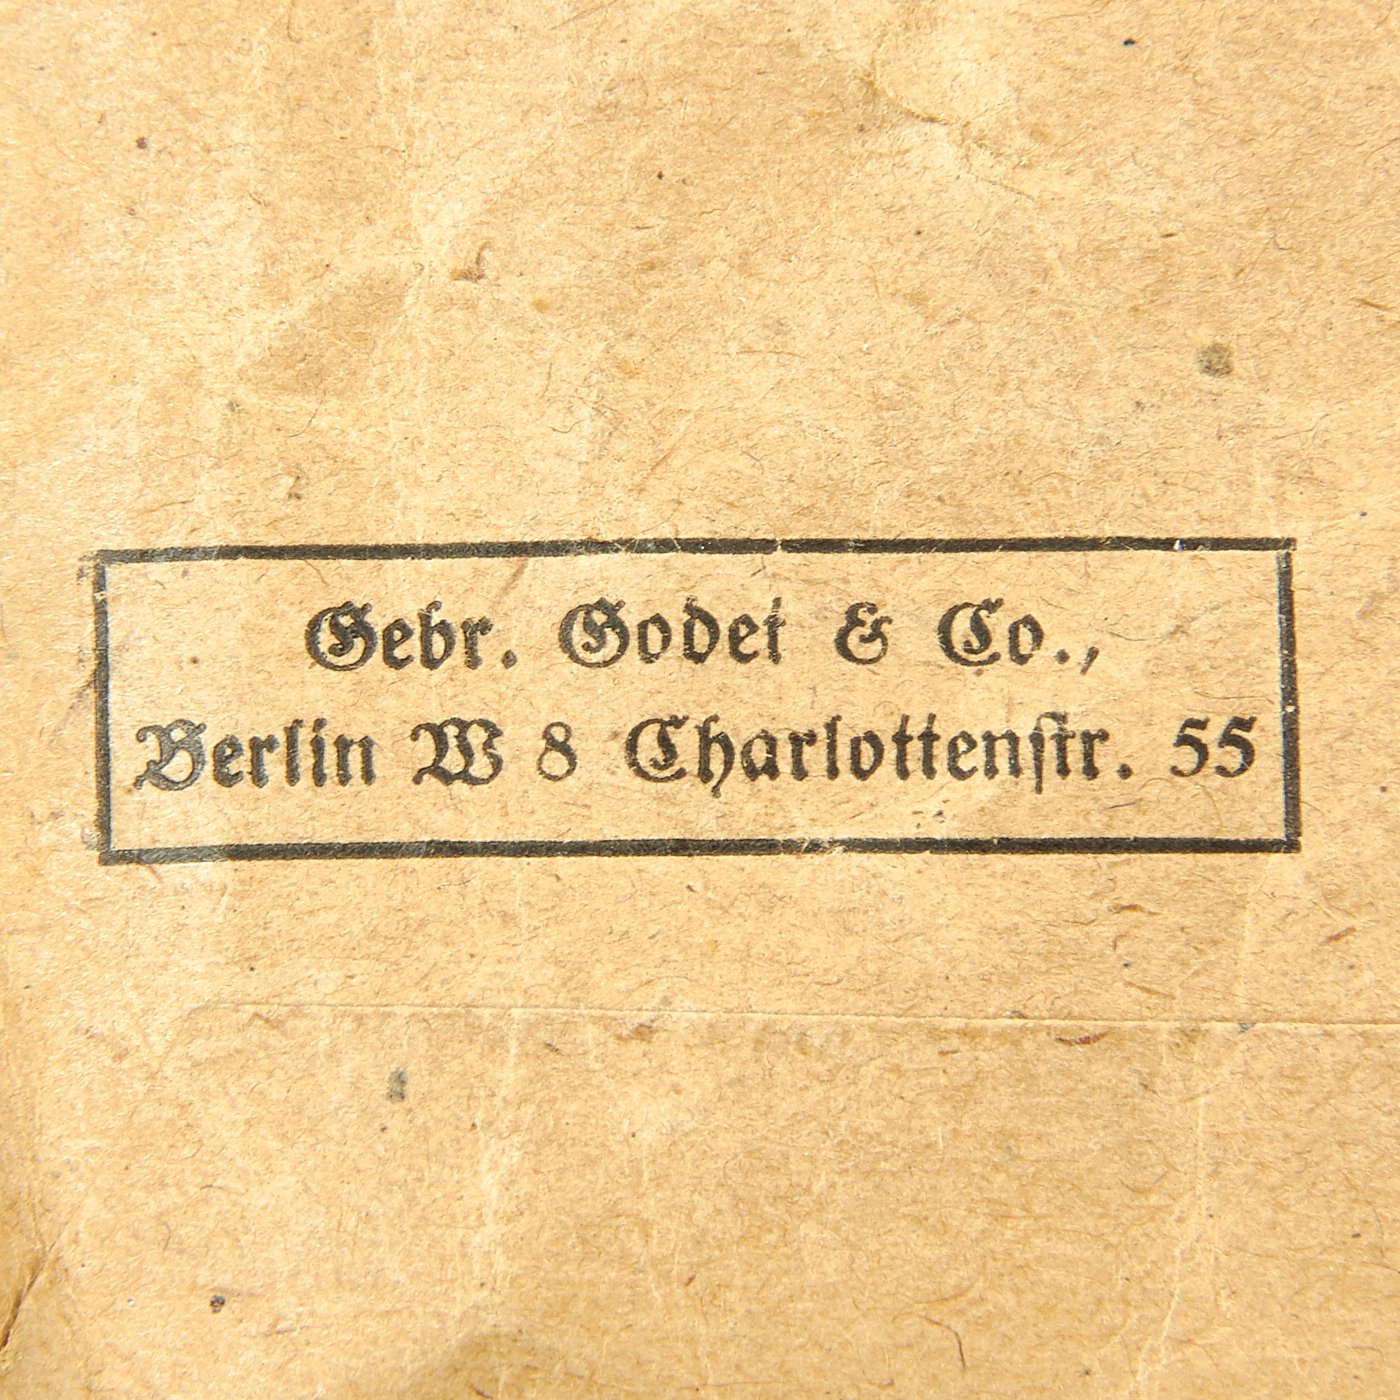 Gebr. Godet & Co.,
Berlin W 8 Charlottenſtr. 55